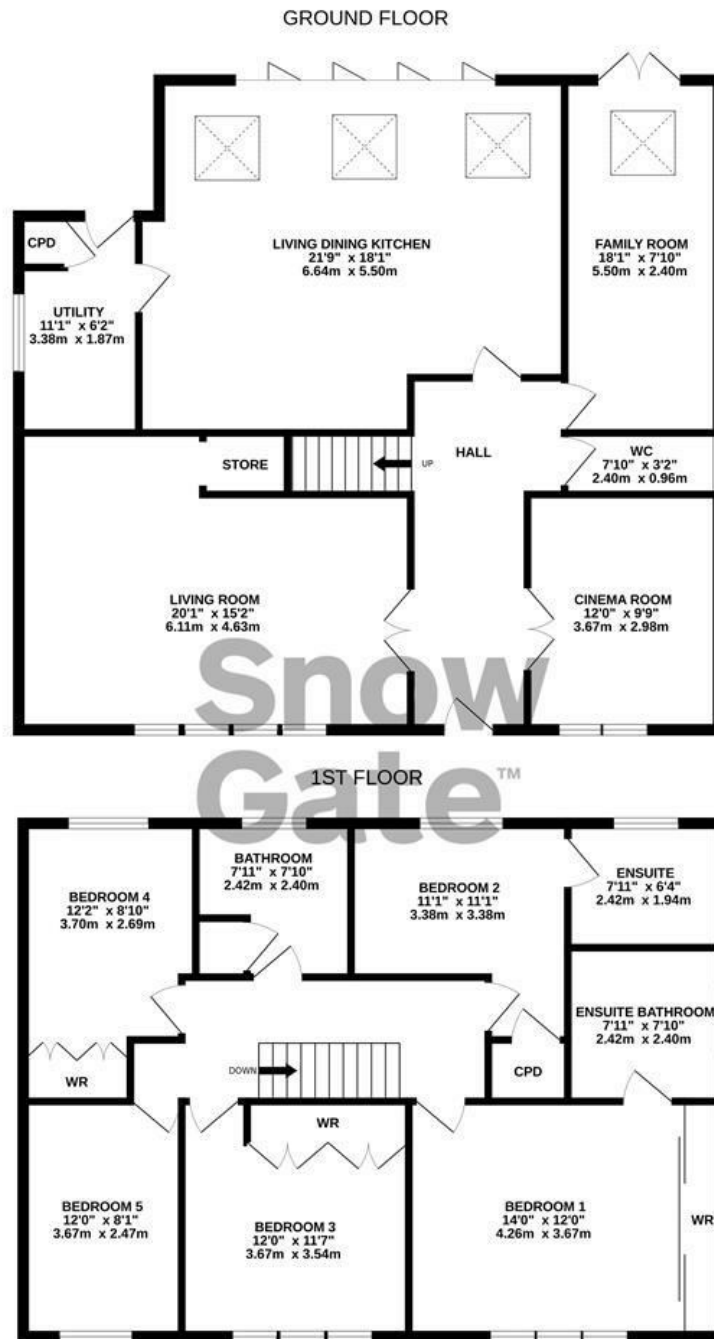 GROUND FLOOR
CPD
UTILITY
11'1" x 6'2"
3.38m x 1.87m
LIVING DINING KITCHEN
21'9" x 18'1"
6.64m x 5.50m
FAMILY ROOM
18'1" x 7'10"
5.50m x 2.40m
STORE
UP
HALL
WC
7'10" x 3'2"
2.40m x 0.96m
LIVING ROOM
20'1" x 15'2"
6.11m x 4.63m
CINEMA ROOM
12'0" x 9'9"
3.67m x 2.98m
Snow
Gate™
1ST FLOOR
BEDROOM 4
12'2" x 8'10"
3.70m x 2.69m
BATHROOM
7'11" x 7'10"
2.42m x 2.40m
BEDROOM 2
11'1" x 11'1"
3.38m x 3.38m
ENSUITE
7'11" x 6'4"
2.42m x 1.94m
ENSUITE BATHROOM
7'11" x 7'10"
2.42m x 2.40m
WR
DOWN
CPD
WR
BEDROOM 5
12'0" x 8'1"
3.67m x 2.47m
BEDROOM 3
12'0" x 11'7"
3.67m x 3.54m
BEDROOM 1
14'0" x 12'0"
4.26m x 3.67m
WR